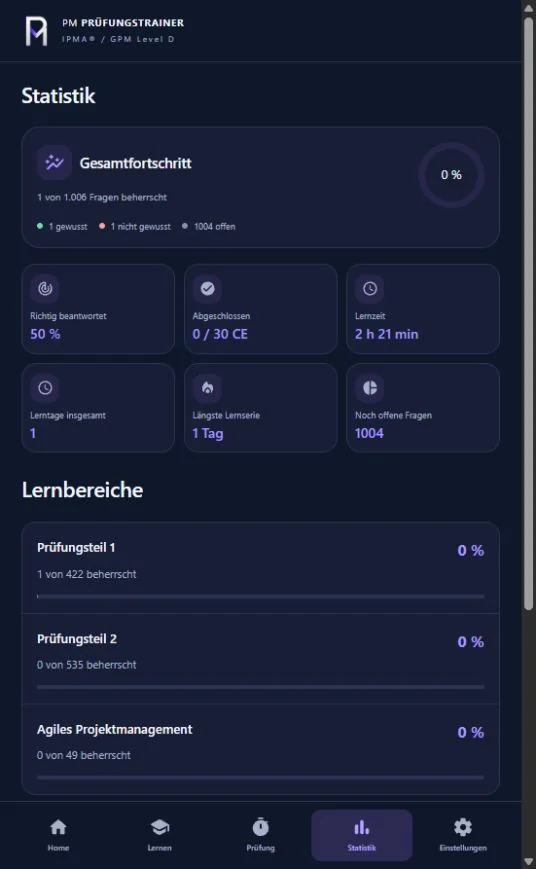 PM PRÜFUNGSTRAINER
IPMA® / GPM Level D
Statistik
Gesamtfortschritt
0 %
1 von 1.006 Fragen beherrscht
1 gewusst
1 nicht gewusst
1004 offen
Richtig beantwortet
50 %
Abgeschlossen
0 / 30 CE
Lernzeit
2 h 21 min
Lerntage insgesamt
1
Längste Lernserie
1 Tag
Noch offene Fragen
1004
Lernbereiche
Prüfungsteil 1
0 %
1 von 422 beherrscht
Prüfungsteil 2
0 %
0 von 535 beherrscht
Agiles Projektmanagement
0 %
0 von 49 beherrscht
Home
Lernen
Prüfung
Statistik
Einstellungen